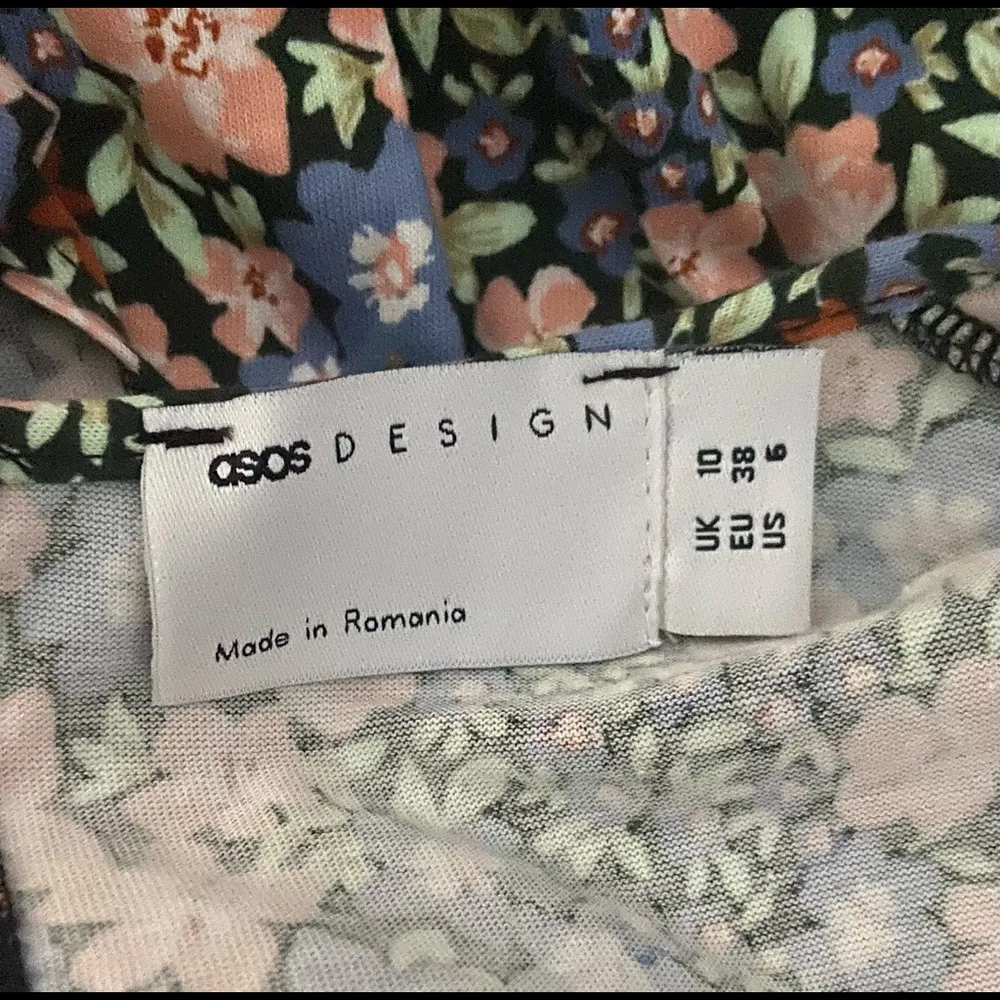 asos DESIGN
Made in Romania
UK 10
EU 38
US 6